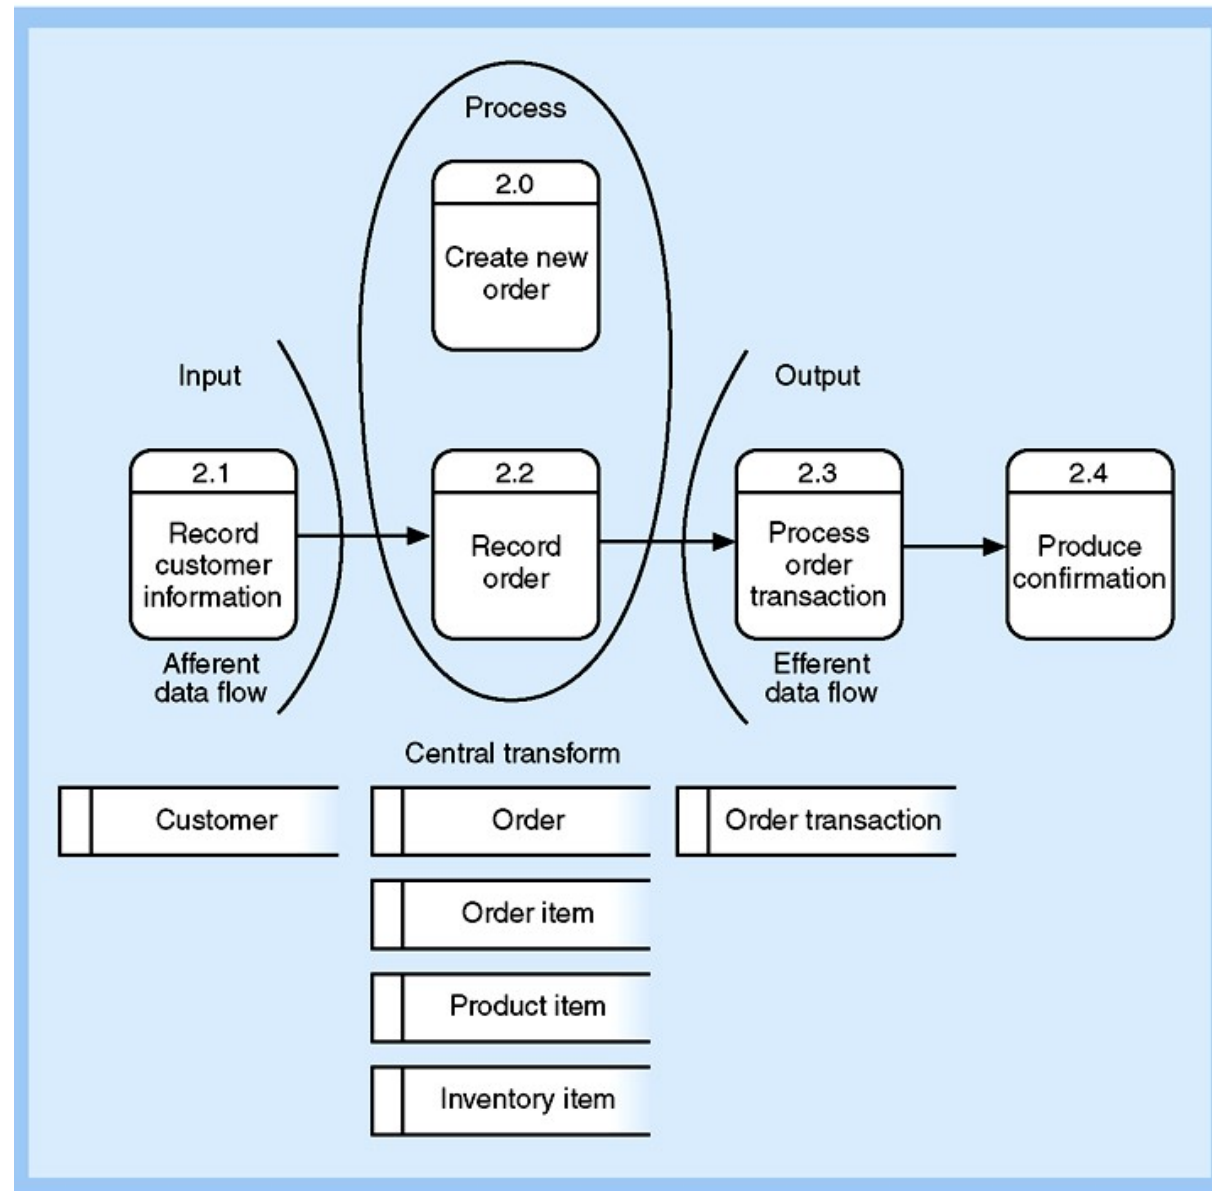 Process
2.0
Create new
order
Input
Output
2.1
Record
customer
information
2.2
Record
order
2.3
Process
order
transaction
2.4
Produce
confirmation
Afferent
data flow
Efferent
data flow
Central transform
Customer
Order
Order transaction
Order item
Product item
Inventory item